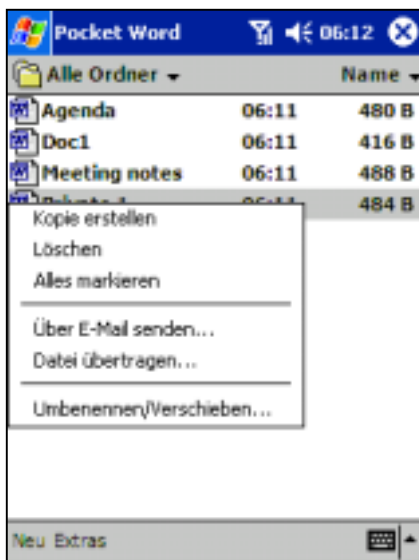 Pocket Word 06:12
Alle Ordner Name
Agenda 06:11 480 B
Doc1 06:11 416 B
Meeting notes 06:11 488 B
484 B
Kopie erstellen
Löschen
Alles markieren
Über E-Mail senden...
Datei übertragen...
Umbenennen/Verschieben...
Neu Extras